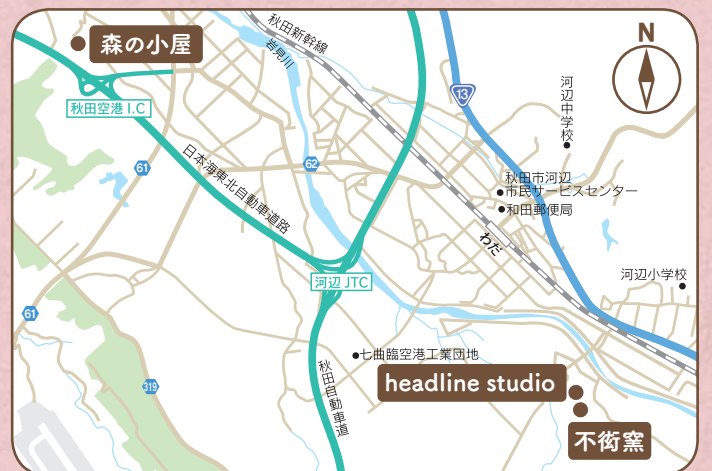 森の小屋
秋田新幹線
岩見川
N
秋田空港 I.C
13
河辺中学校
日本海東北自動車道路
61
62
秋田市河辺
市民サービスセンター
和田郵便局
わだ
河辺 JTC
河辺小学校
61
七曲臨空港工業団地
秋田自動車道
319
headline studio
不衒窯